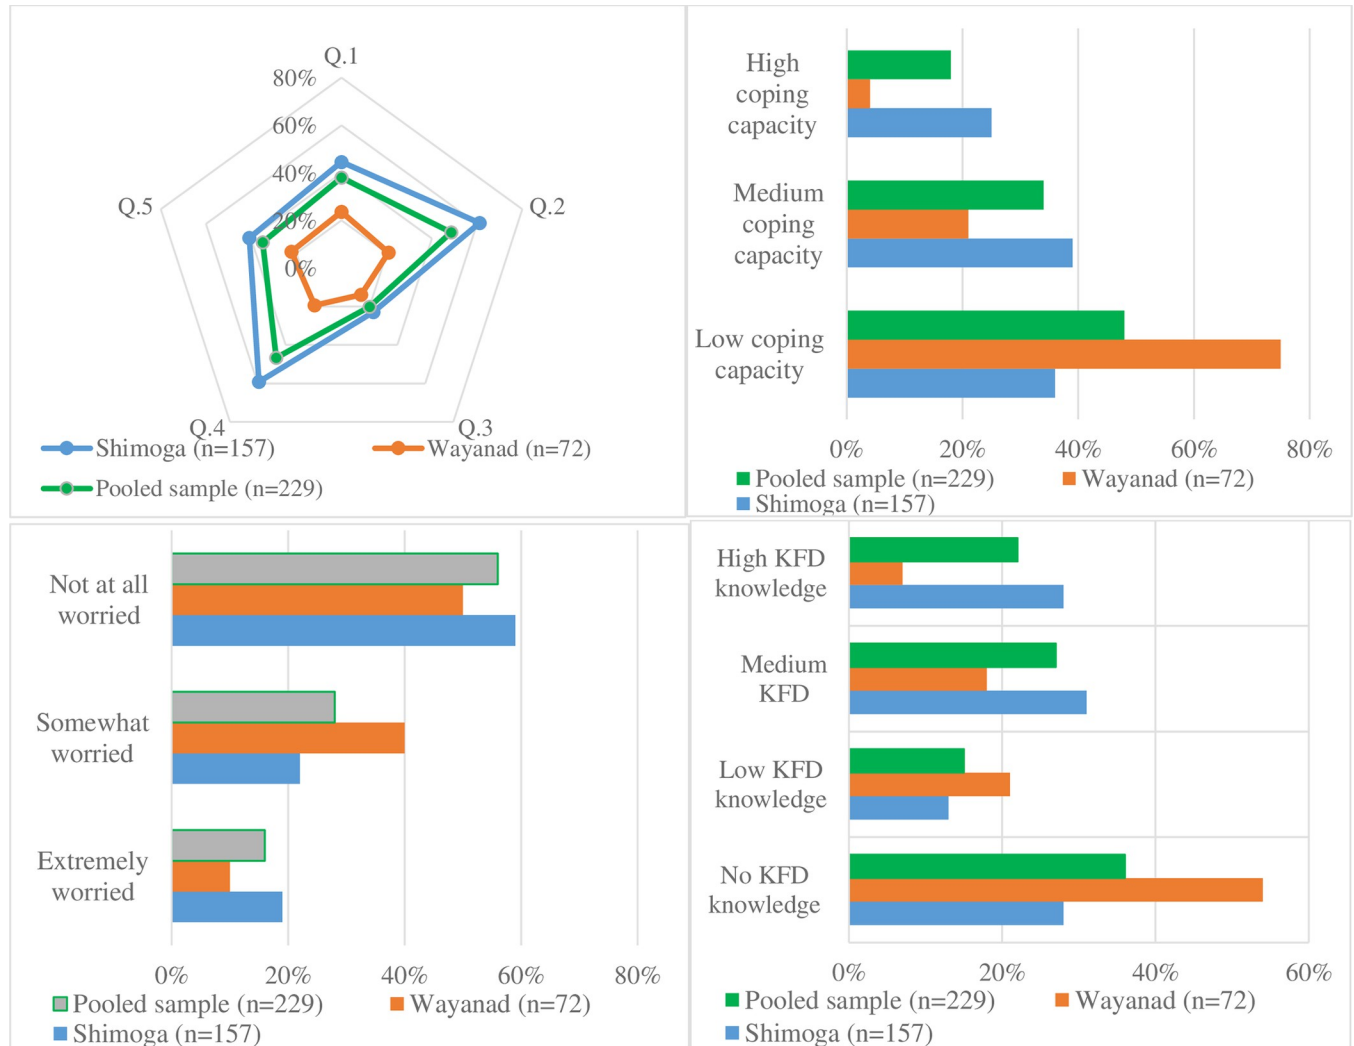 Q.1
80%
60%
40%
20%
0%
Q.5
Q.2
Q.4
Q.3
Shimoga (n=157)
Wayanad (n=72)
Pooled sample (n=229)
High
coping
capacity
Medium
coping
capacity
Low coping
capacity
0% 20% 40% 60% 80%
Pooled sample (n=229)
Wayanad (n=72)
Shimoga (n=157)
Not at all
worried
Somewhat
worried
Extremely
worried
0% 20% 40% 60% 80%
Pooled sample (n=229)
Wayanad (n=72)
Shimoga (n=157)
High KFD
knowledge
Medium
KFD
Low KFD
knowledge
No KFD
knowledge
0% 20% 40% 60%
Pooled sample (n=229)
Wayanad (n=72)
Shimoga (n=157)